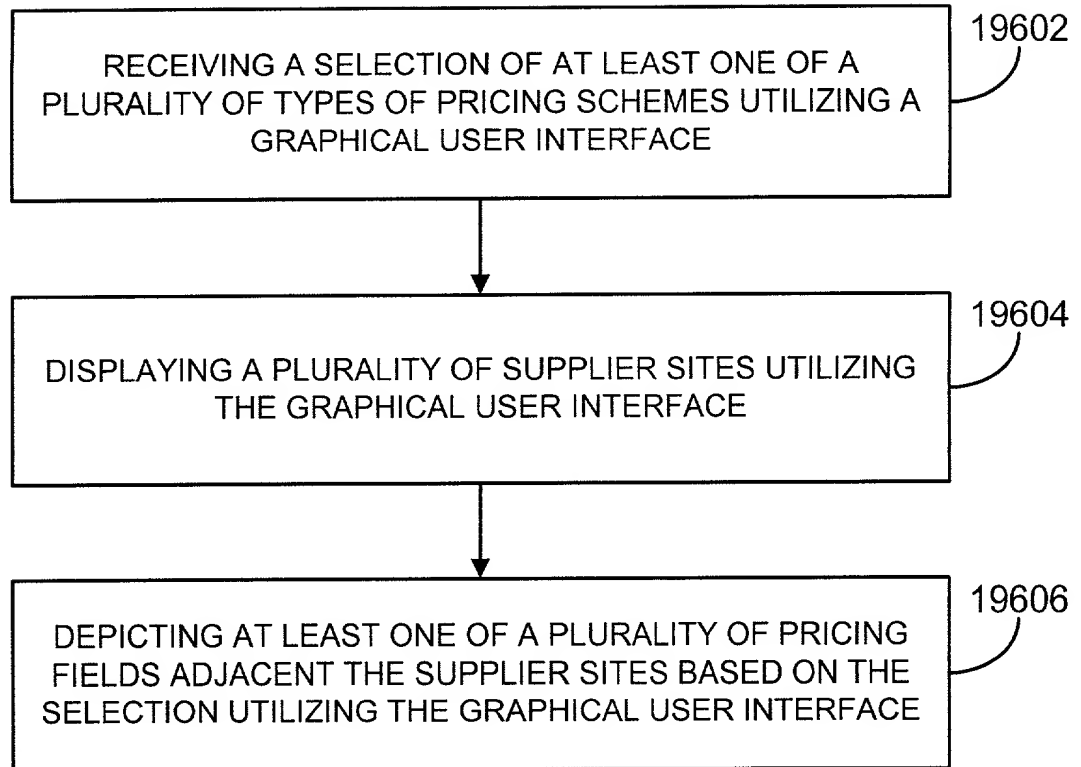 19602
RECEIVING A SELECTION OF AT LEAST ONE OF A
PLURALITY OF TYPES OF PRICING SCHEMES UTILIZING A
GRAPHICAL USER INTERFACE
19604
DISPLAYING A PLURALITY OF SUPPLIER SITES UTILIZING
THE GRAPHICAL USER INTERFACE
19606
DEPICTING AT LEAST ONE OF A PLURALITY OF PRICING
FIELDS ADJACENT THE SUPPLIER SITES BASED ON THE
SELECTION UTILIZING THE GRAPHICAL USER INTERFACE